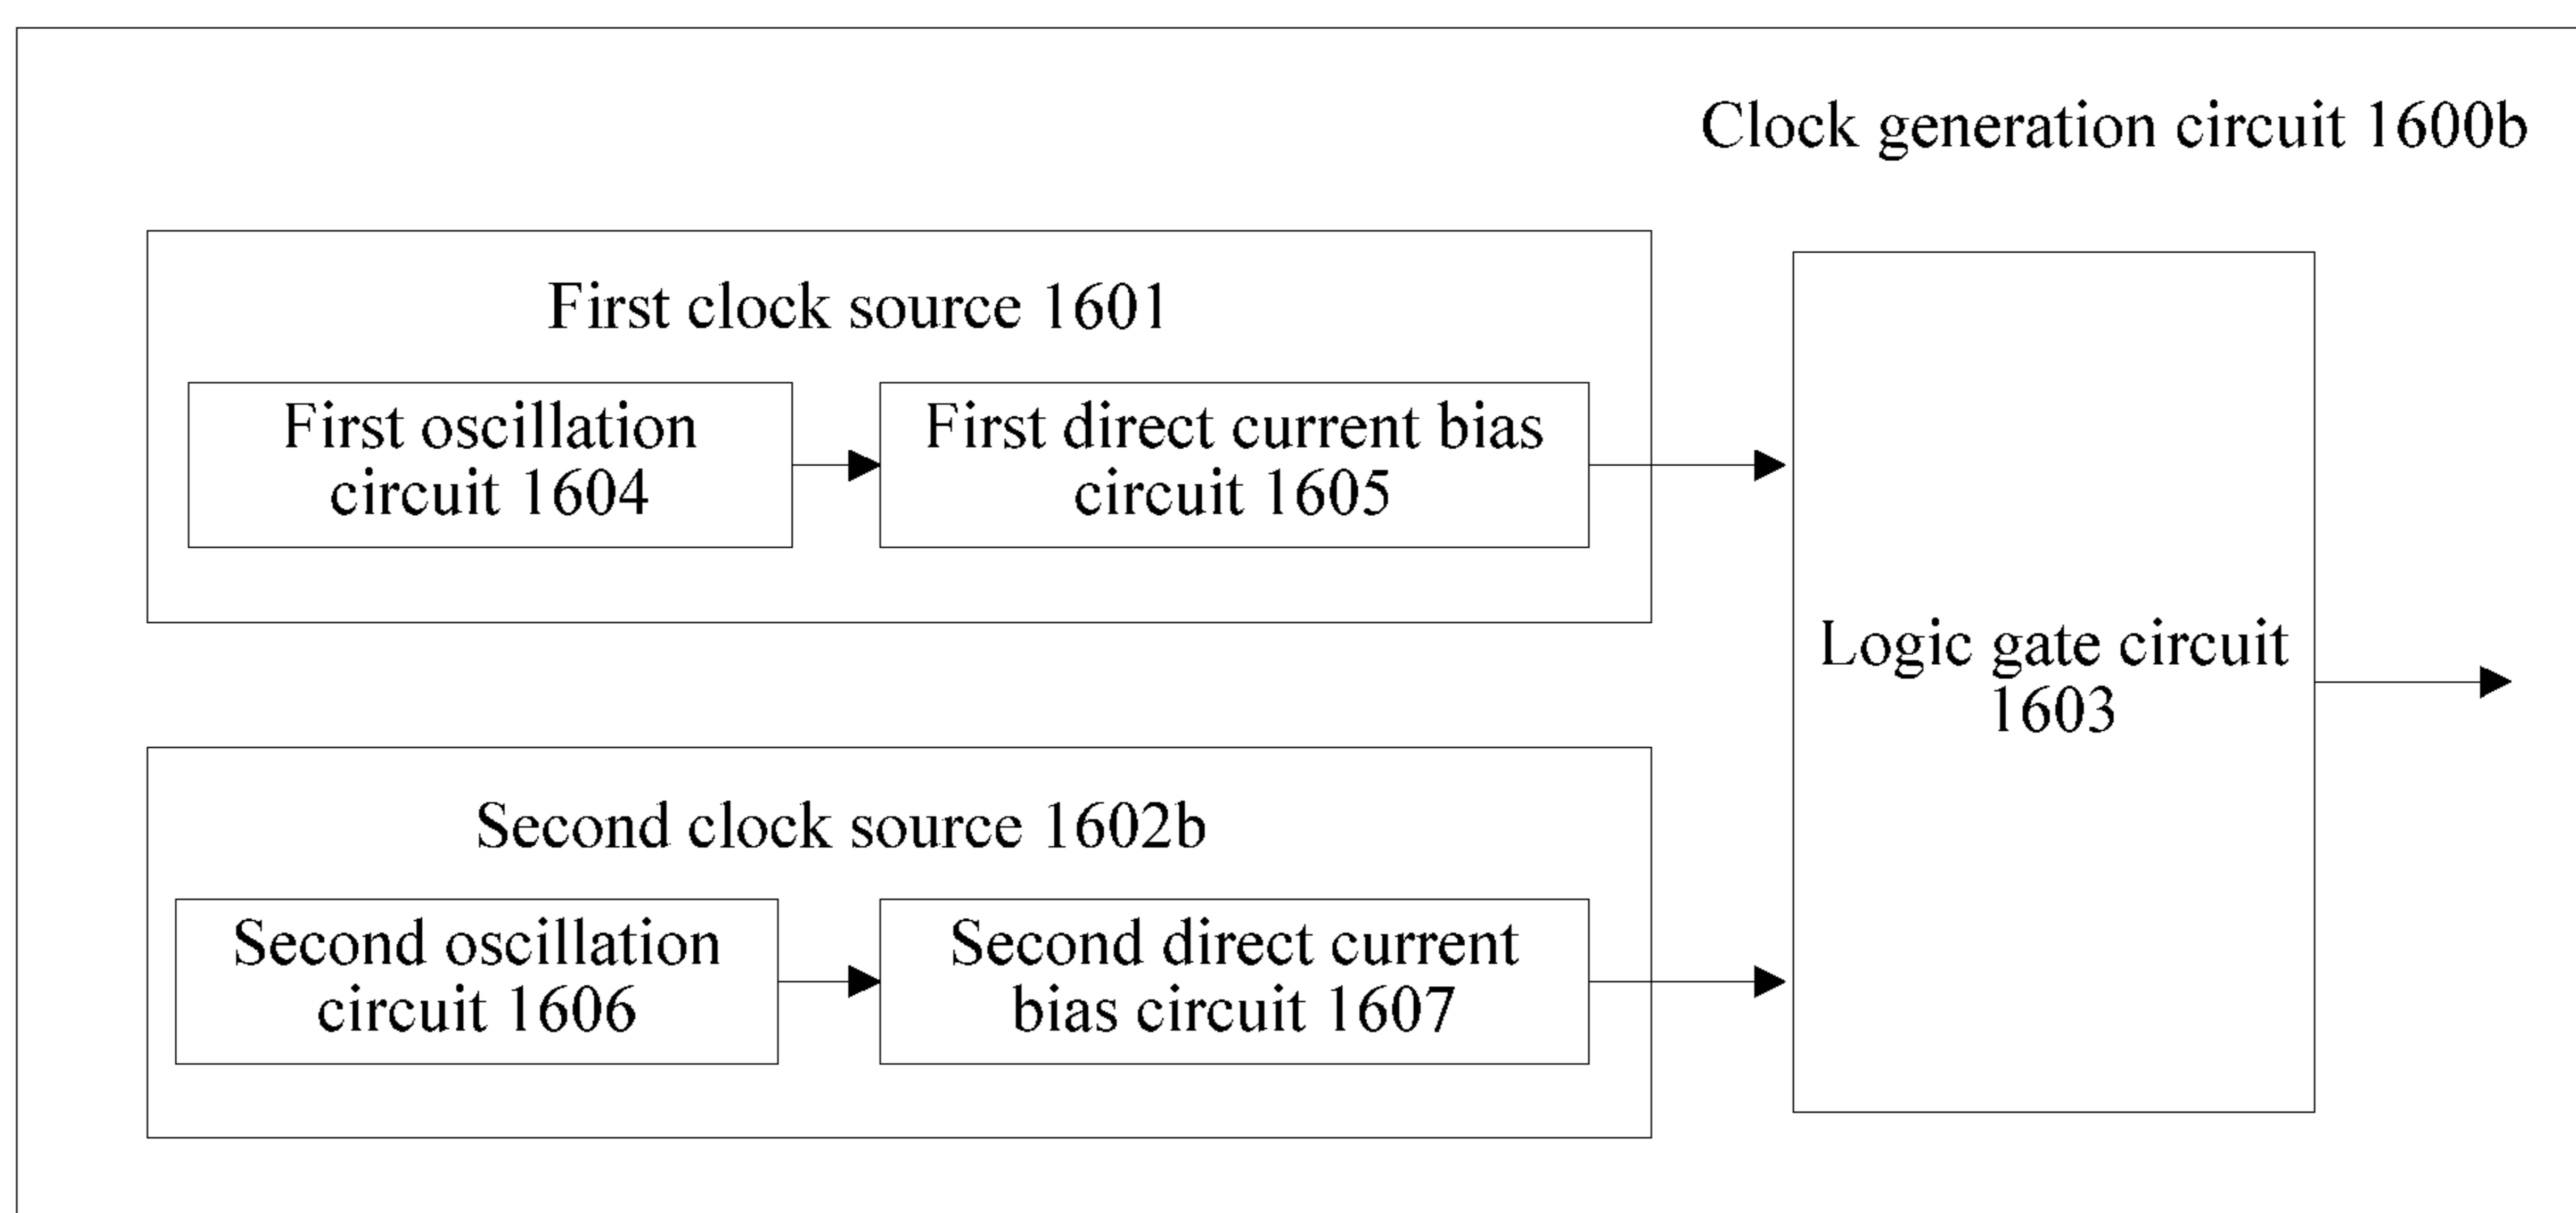 Clock generation circuit 1600b
First clock source 1601
First oscillation
circuit 1604
First direct current bias
circuit 1605
Logic gate circuit
1603
Second clock source 1602b
Second oscillation
circuit 1606
Second direct current
bias circuit 1607